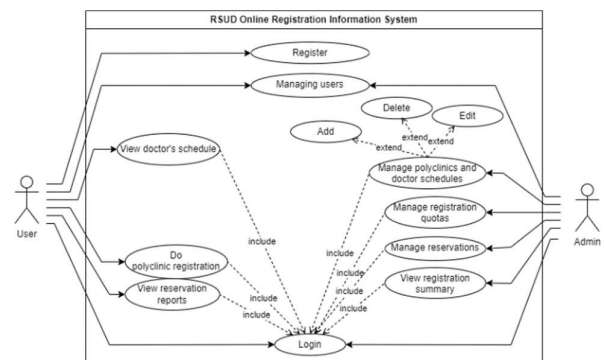 RSUD Online Registration Information System
Register
Managing users
Delete
Edit
Add
extend
extend
extend
View doctor's schedule
Manage polyclinics and
doctor schedules
User
Admin
Manage registration
quotas
include
include
Manage reservations
include
Do
polyclinic registration
View registration
summary
View reservation
reports
include
include
include
include
Login